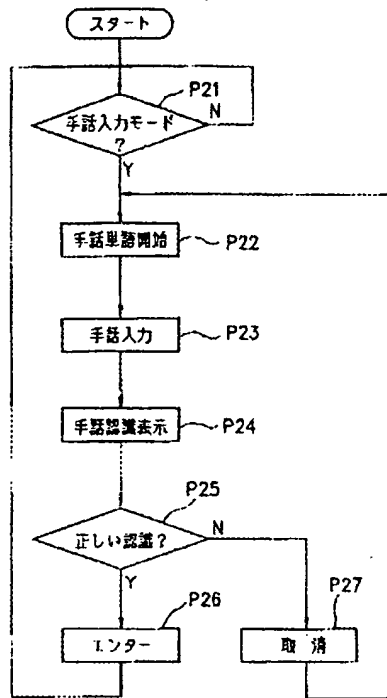 スタート
P21
手話入力モード
?
N
Y
手話単語開始
P22
手話入力
P23
手話認識表示
P24
P25
正しい認識?
N
Y
P26
エンター
P27
取 消